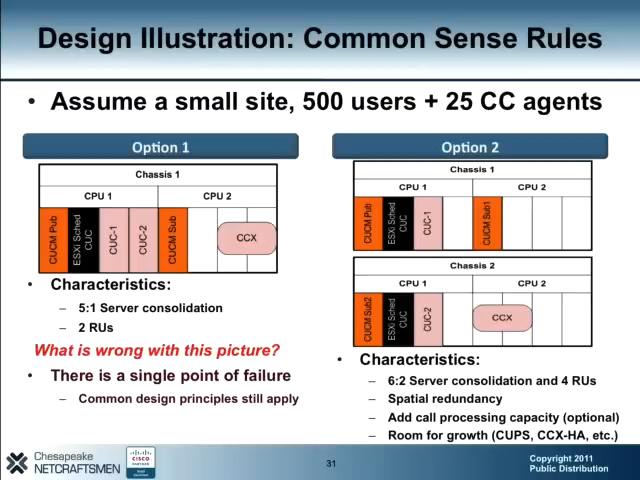 Design Illustration: Common Sense Rules
• Assume a small site, 500 users + 25 CC agents
Option 1
Chassis 1
CPU 1
CPU 2
CUCM Pub
ESXi Sched
CUC
CUC-1
CUC-2
CUCM Sub
CCX
• Characteristics:
– 5:1 Server consolidation
– 2 RUs
What is wrong with this picture?
• There is a single point of failure
– Common design principles still apply
Option 2
Chassis 1
CPU 1
CPU 2
CUCM Pub
ESXi Sched
CUC
CUC-1
CUCM Sub1
Chassis 2
CPU 1
CPU 2
CUCM Sub2
ESXi Sched
CUC
CUC-2
CCX
• Characteristics:
– 6:2 Server consolidation and 4 RUs
– Spatial redundancy
– Add call processing capacity (optional)
– Room for growth (CUPS, CCX-HA, etc.)
Chesapeake
NETCRAFTSMEN
CISCO
PARTNER
31
Copyright 2011
Public Distribution